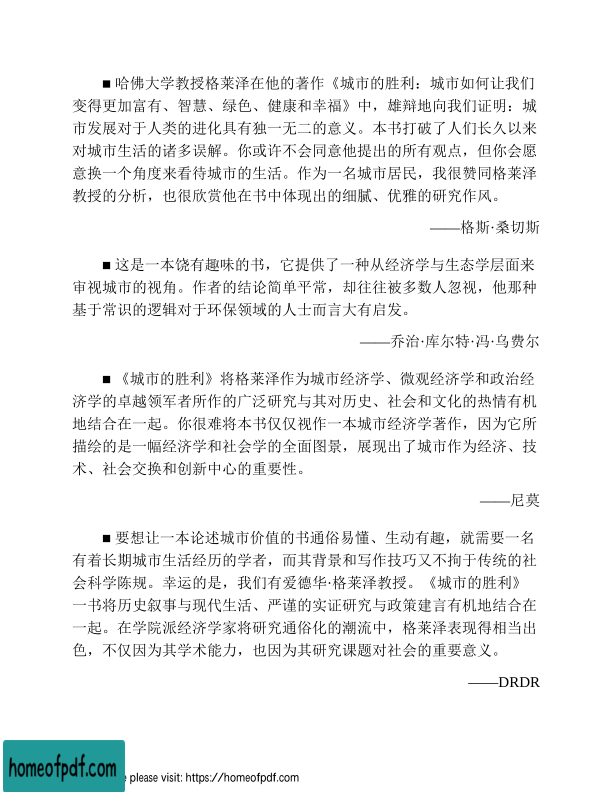 ■ 哈佛大学教授格莱泽在他的著作《城市的胜利：城市如何让我们
变得更加富有、智慧、绿色、健康和幸福》中，雄辩地向我们证明：城
市发展对于人类的进化具有独一无二的意义。本书打破了人们长久以来
对城市生活的诸多误解。你或许不会同意他提出的所有观点，但你会愿
意换一个角度来看待城市的生活。作为一名城市居民，我很赞同格莱泽
教授的分析，也很欣赏他在书中体现出的细腻、优雅的研究作风。
——格斯·桑切斯
■ 这是一本饶有趣味的书，它提供了一种从经济学与生态学层面来
审视城市的视角。作者的结论简单平常，却往往被多数人忽视，他那种
基于常识的逻辑对于环保领域的人士而言大有启发。
——乔治·库尔特·冯·乌费尔
■ 《城市的胜利》将格莱泽作为城市经济学、微观经济学和政治经
济学的卓越领军者所作的广泛研究与其对历史、社会和文化的热情有机
地结合在一起。你很难将本书仅仅视作一本城市经济学著作，因为它所
描绘的是一幅经济学和社会学的全面图景，展现出了城市作为经济、技
术、社会交换和创新中心的重要性。
——尼莫
■ 要想让一本论述城市价值的书通俗易懂、生动有趣，就需要一名
有着长期城市生活经历的学者，而其背景和写作技巧又不拘于传统的社
会科学陈规。幸运的是，我们有爱德华·格莱泽教授。《城市的胜利》
一书将历史叙事与现代生活、严谨的实证研究与政策建言有机地结合在
一起。在学院派经济学家将研究通俗化的潮流中，格莱泽表现得相当出
色，不仅因为其学术能力，也因为其研究课题对社会的重要意义。
——DRDR
homeofpdf.com
please visit: https://homeofpdf.com